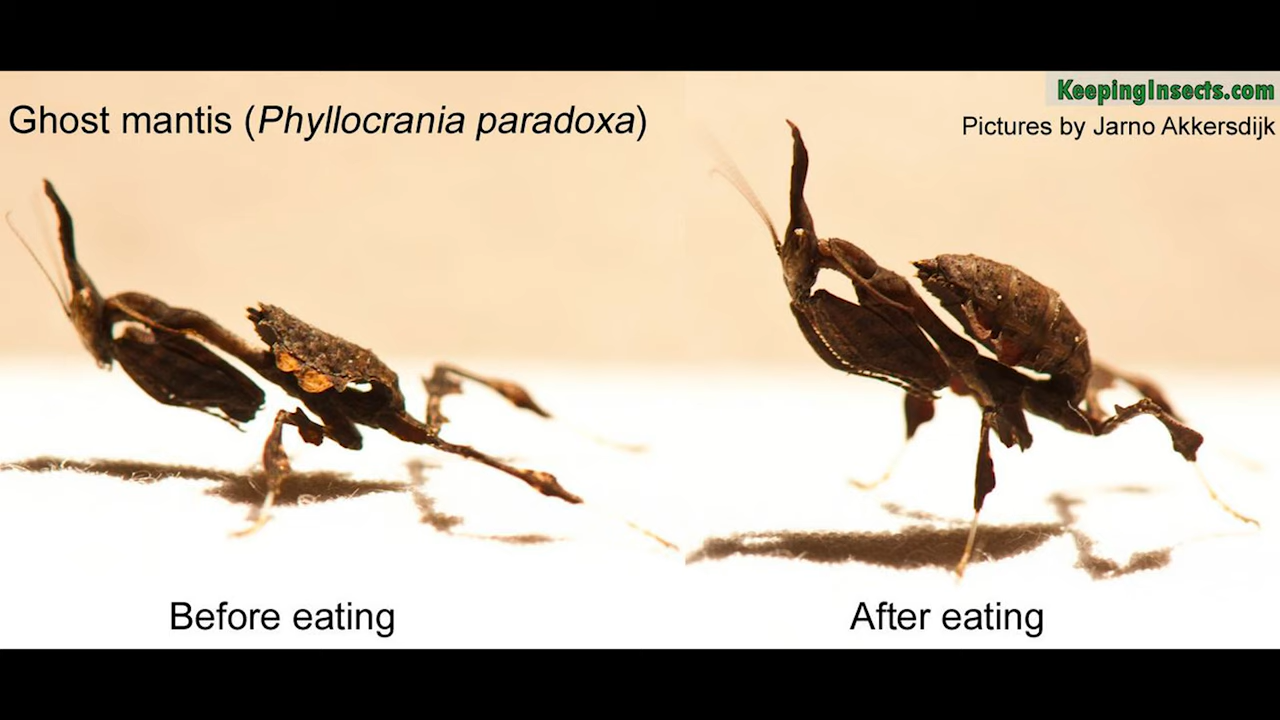 KeepingInsects.com
Ghost mantis (Phyllocrania paradoxa)
Pictures by Jarno Akkersdijk
Before eating
After eating